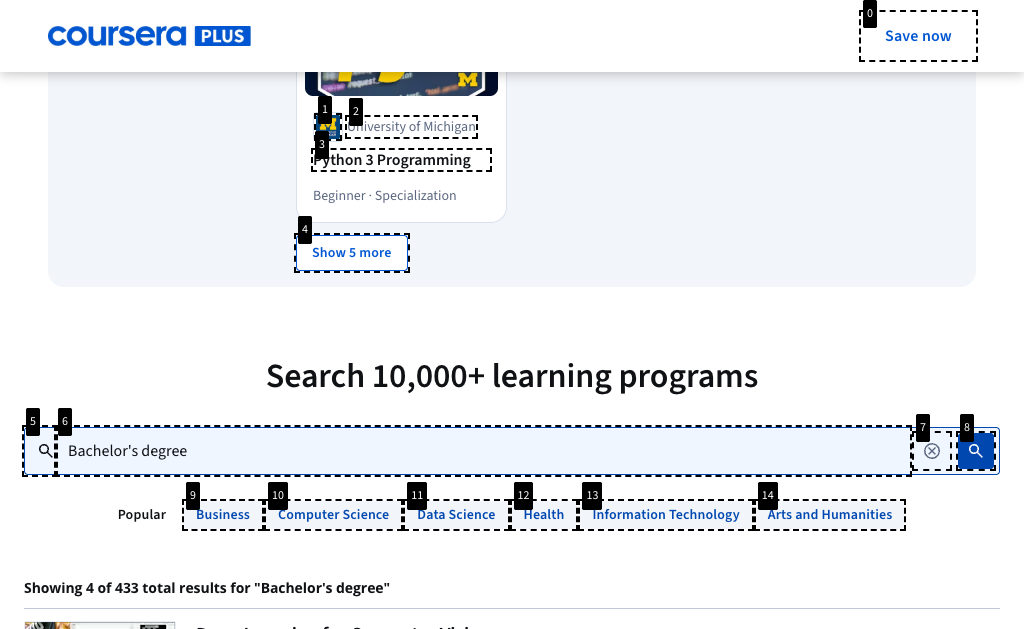 coursera PLUS
0
Save now
1
2
University of Michigan
3
Python 3 Programming
Beginner · Specialization
4
Show 5 more
Search 10,000+ learning programs
5
6
7
8
Bachelor's degree
9
10
11
12
13
14
Popular
Business
Computer Science
Data Science
Health
Information Technology
Arts and Humanities
Showing 4 of 433 total results for "Bachelor's degree"